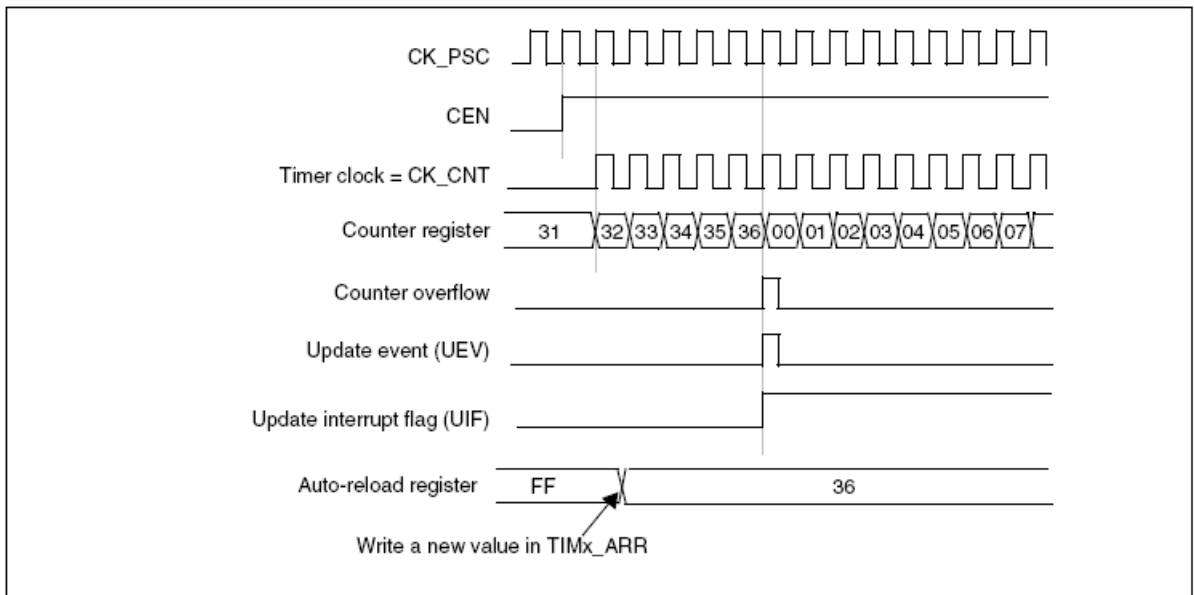 CK_PSC
CEN
Timer clock = CK_CNT
Counter register 31 32 33 34 35 36 00 01 02 03 04 05 06 07
Counter overflow
Update event (UEV)
Update interrupt flag (UIF)
Auto-reload register FF 36
Write a new value in TIMx_ARR